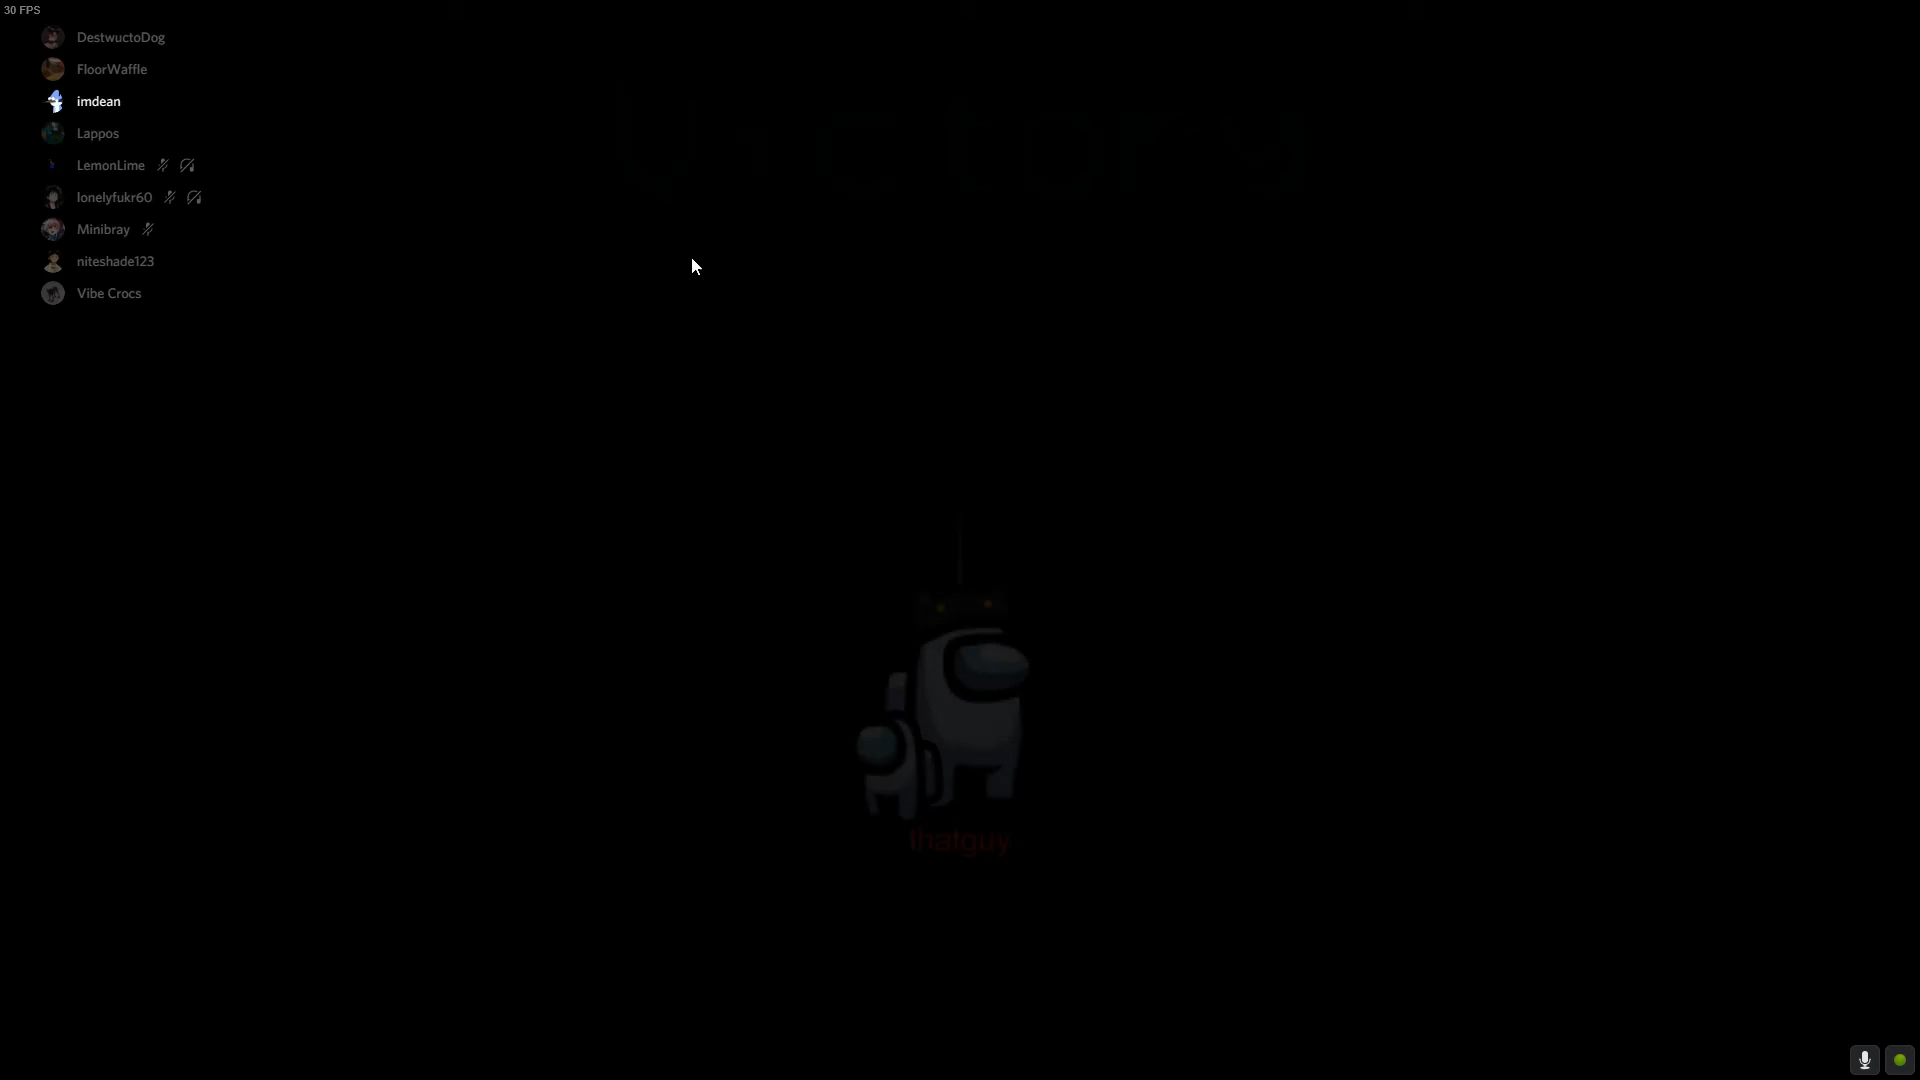 30 FPS
DestwuctoDog
FloorWaffle
imdean
Lappos
LemonLime
lonelyfukr60
Minibray
niteshade123
Vibe Crocs
thatguy